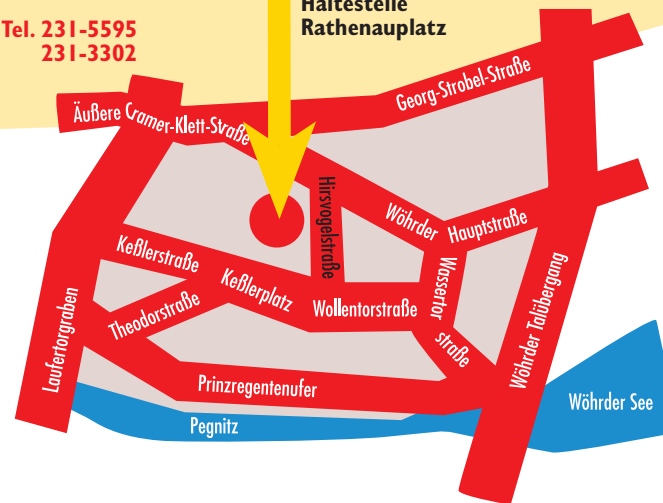 Haltestelle
Rathenauplatz
Tel. 231-5595
231-3302
Georg-Strobel-Straße
Äußere Cramer-Klett-Straße
Hirsvogelstraße
Wöhrder Hauptstraße
Keßlerstraße
Keßlerplatz
Wollentorstraße
Wassertor
straße
Theodorstraße
Laufertorgraben
Prinzregentenufer
Wöhrder Talübergang
Pegnitz
Wöhrder See